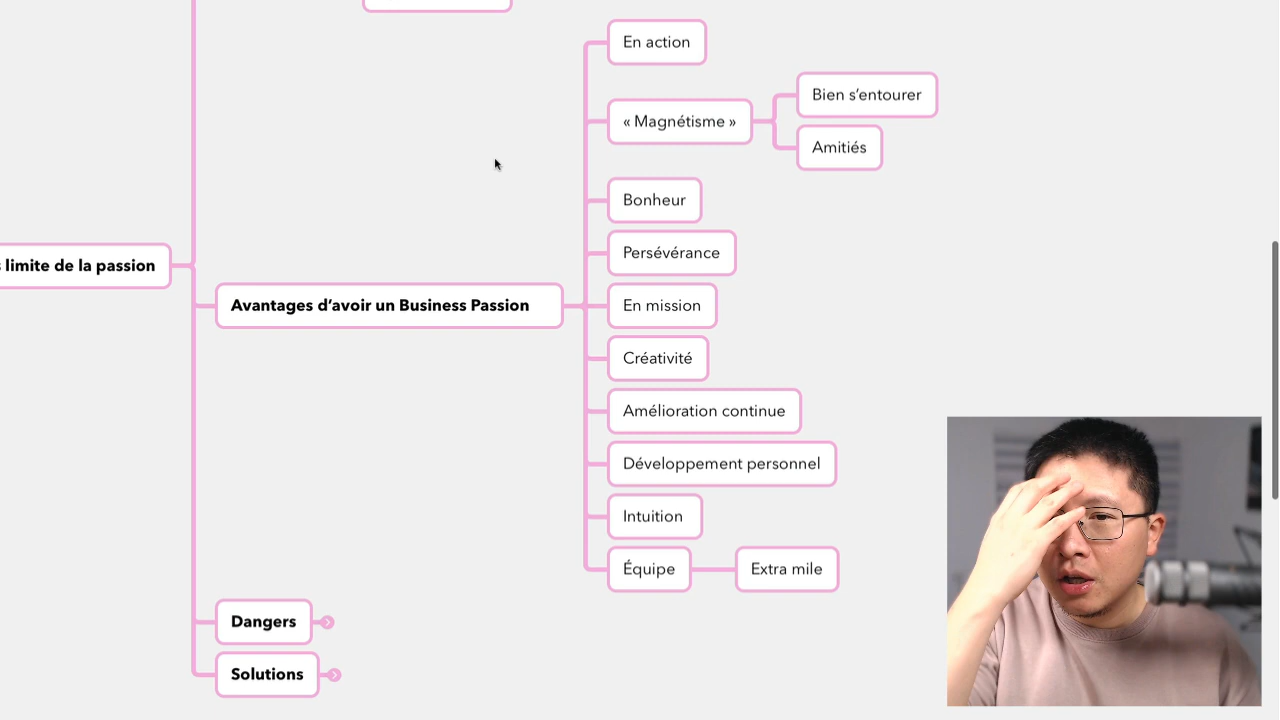 En action
« Magnétisme »
Bien s’entourer
Amitiés
Bonheur
Persévérance
limite de la passion
Avantages d’avoir un Business Passion
En mission
Créativité
Amélioration continue
Développement personnel
Intuition
Équipe
Extra mile
Dangers
Solutions